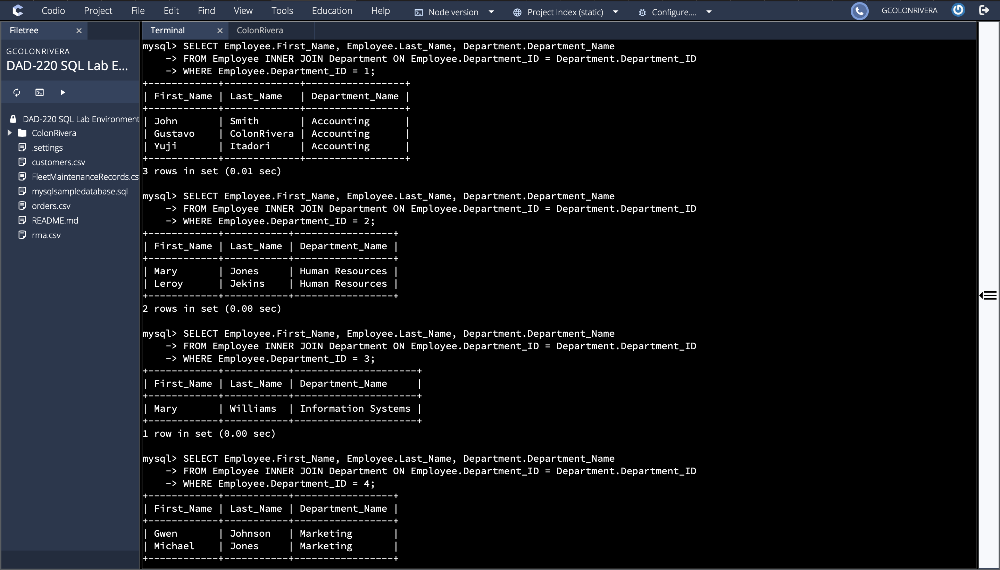 Codio Project File Edit Find View Tools Education Help Node version Project Index (static) Configure.... GCOLONRIVERA
Filetree
GCOLONRIVERA
DAD-220 SQL Lab E...
DAD-220 SQL Lab Environment
ColonRivera
.settings
customers.csv
FleetMaintenanceRecords.cs
mysqlsampledatabase.sql
orders.csv
README.md
rma.csv
Terminal ColonRivera
mysql> SELECT Employee.First_Name, Employee.Last_Name, Department.Department_Name
    -> FROM Employee INNER JOIN Department ON Employee.Department_ID = Department.Department_ID
    -> WHERE Employee.Department_ID = 1;
+------------+-------------+-----------------+
| First_Name | Last_Name   | Department_Name |
+------------+-------------+-----------------+
| John       | Smith       | Accounting      |
| Gustavo    | ColonRivera | Accounting      |
| Yuji       | Itadori     | Accounting      |
+------------+-------------+-----------------+
3 rows in set (0.01 sec)
mysql> SELECT Employee.First_Name, Employee.Last_Name, Department.Department_Name
    -> FROM Employee INNER JOIN Department ON Employee.Department_ID = Department.Department_ID
    -> WHERE Employee.Department_ID = 2;
+------------+-----------+-----------------+
| First_Name | Last_Name | Department_Name |
+------------+-----------+-----------------+
| Mary       | Jones     | Human Resources |
| Leroy      | Jekins    | Human Resources |
+------------+-----------+-----------------+
2 rows in set (0.00 sec)
mysql> SELECT Employee.First_Name, Employee.Last_Name, Department.Department_Name
    -> FROM Employee INNER JOIN Department ON Employee.Department_ID = Department.Department_ID
    -> WHERE Employee.Department_ID = 3;
+------------+-----------+---------------------+
| First_Name | Last_Name | Department_Name     |
+------------+-----------+---------------------+
| Mary       | Williams  | Information Systems |
+------------+-----------+---------------------+
1 row in set (0.00 sec)
mysql> SELECT Employee.First_Name, Employee.Last_Name, Department.Department_Name
    -> FROM Employee INNER JOIN Department ON Employee.Department_ID = Department.Department_ID
    -> WHERE Employee.Department_ID = 4;
+------------+-----------+-----------------+
| First_Name | Last_Name | Department_Name |
+------------+-----------+-----------------+
| Gwen       | Johnson   | Marketing       |
| Michael    | Jones     | Marketing       |
+------------+-----------+-----------------+